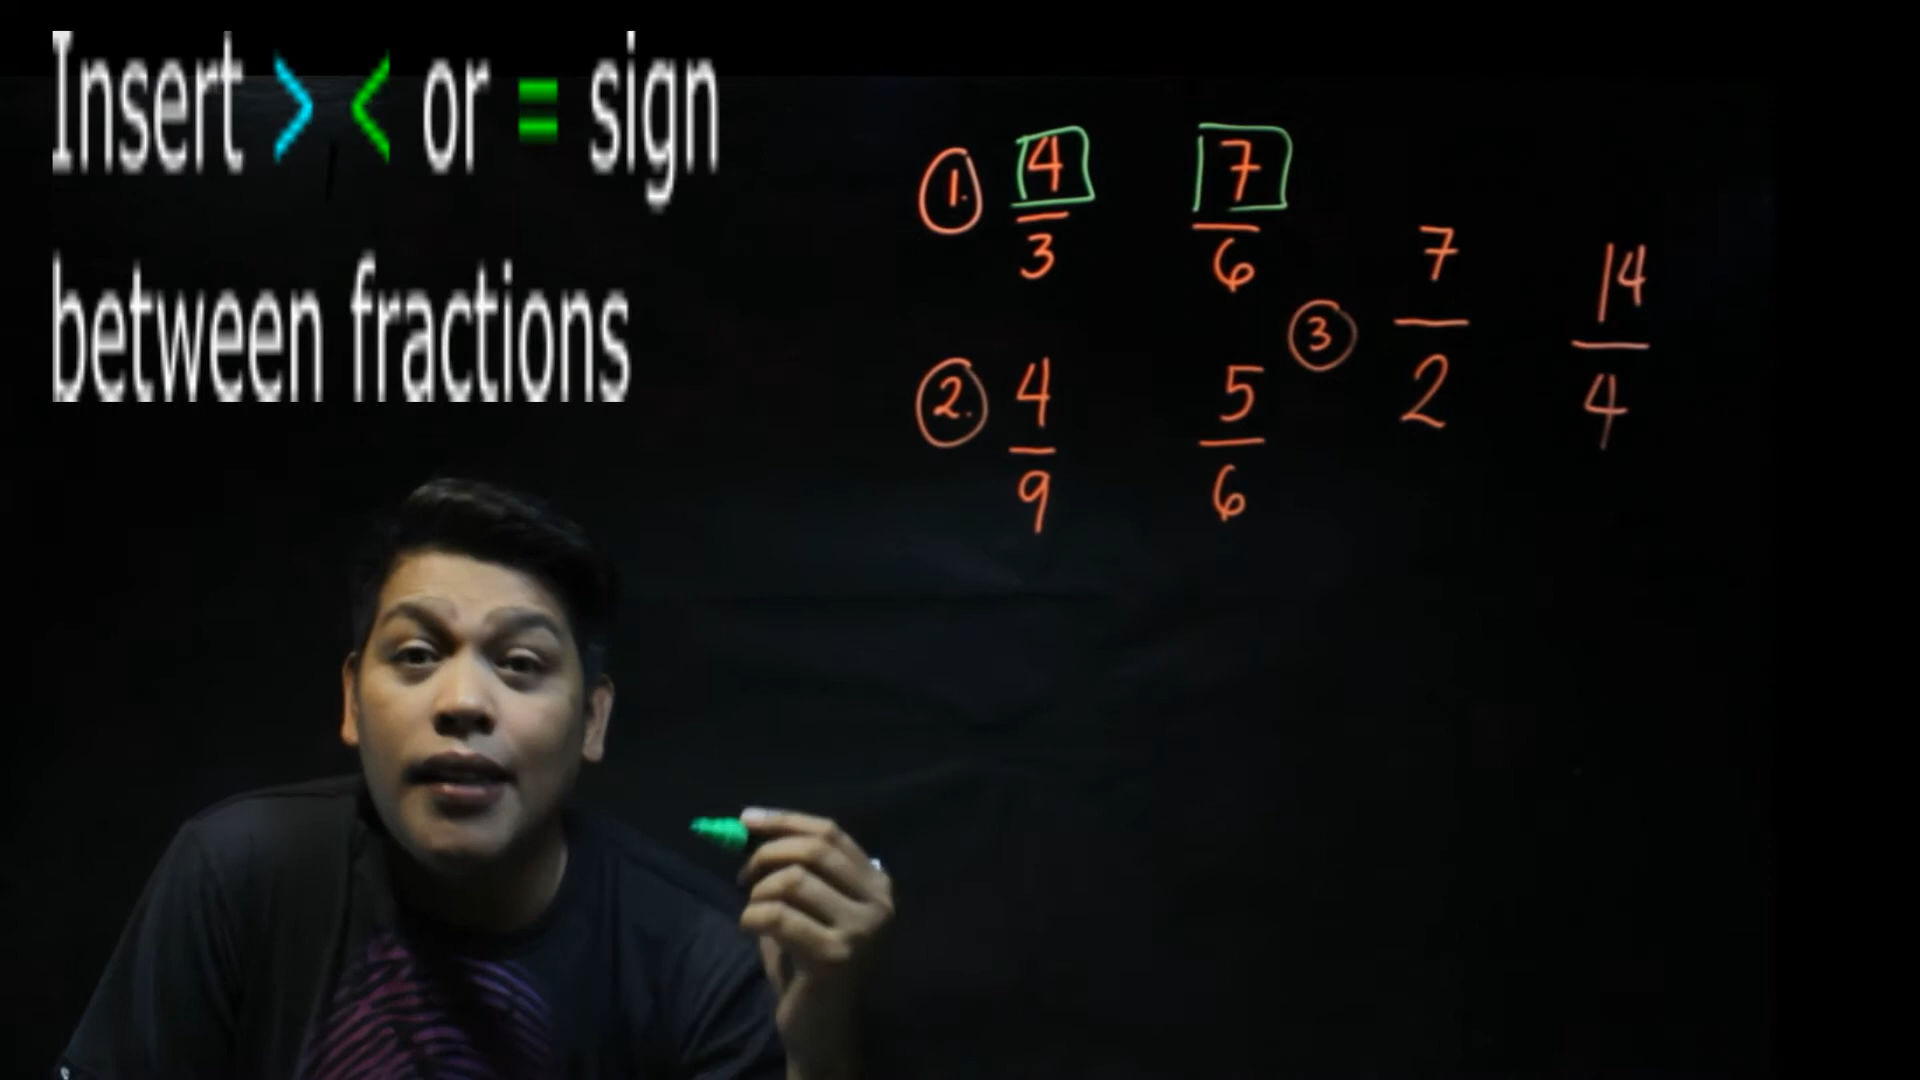 Insert > < or = sign
between fractions
1. 4/3 7/6
2. 4/9 5/6
3 7/2 14/4